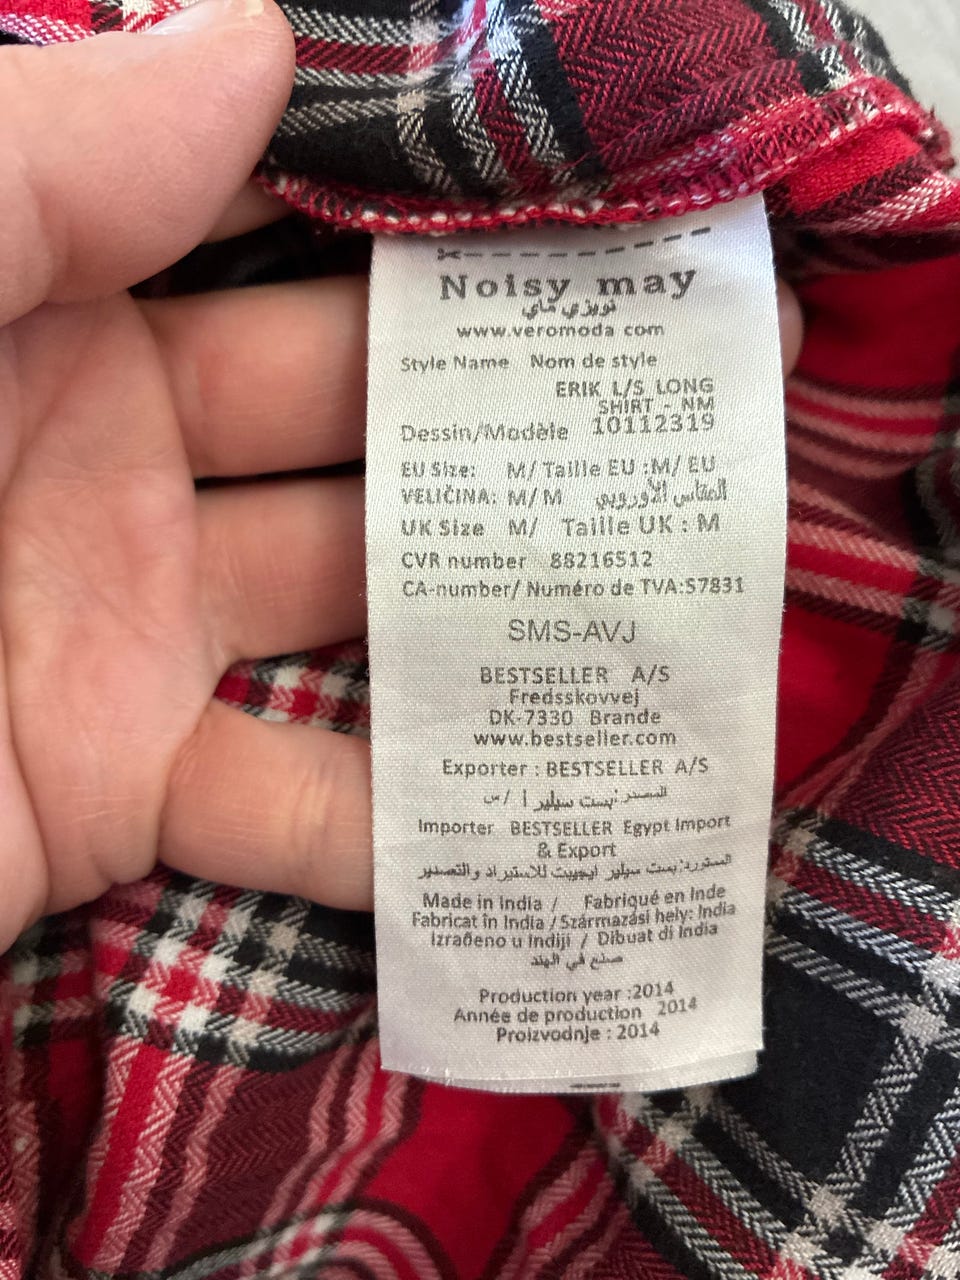 Noisy may
نويزي ماي
www.veromoda com
Style Name Nom de style
ERIK L/S LONG
SHIRT - NM
Dessin/Modèle 10112319
EU Size: M/ Taille EU :M/ EU
VELIČINA: M/ M المقاس الأوروبي
UK Size M/ Taille UK : M
CVR number 88216512
CA-number/ Numéro de TVA:57831
SMS-AVJ
BESTSELLER A/S
Fredsskovvej
DK-7330 Brande
www.bestseller.com
Exporter : BESTSELLER A/S
المصدر: بست سيلير ا / س
Importer BESTSELLER Egypt Import
& Export
المستورد: بست سيلر ايجيبت للاستيراد والتصدير
Made in India / Fabriqué en Inde
Fabricat în India / Származási hely: India
Izrađeno u Indiji / Dibuat di India
صنع في الهند
Production year :2014
Année de production 2014
Proizvodnje : 2014